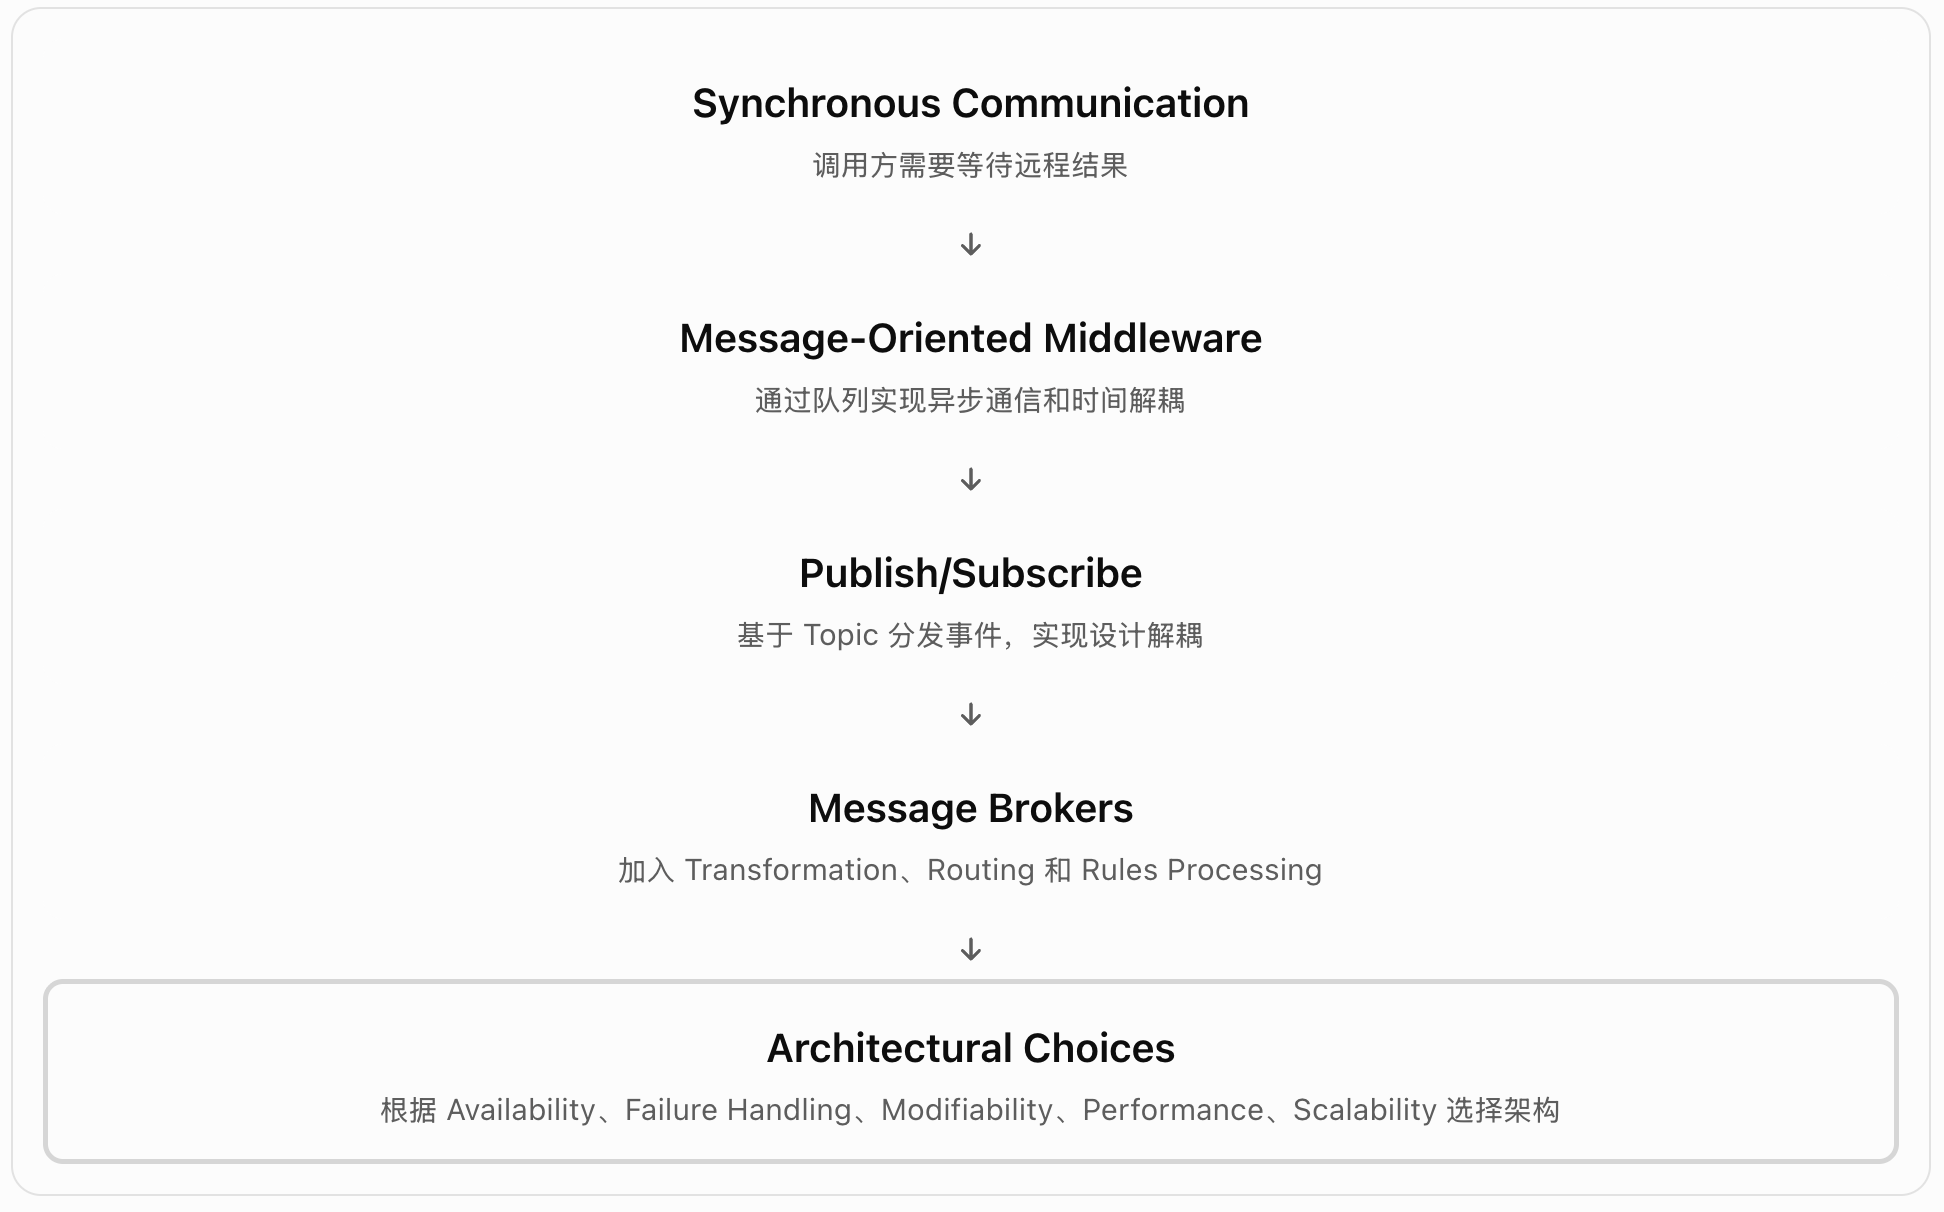 Synchronous Communication
调用方需要等待远程结果
↓
Message-Oriented Middleware
通过队列实现异步通信和时间解耦
↓
Publish/Subscribe
基于 Topic 分发事件，实现设计解耦
↓
Message Brokers
加入 Transformation、Routing 和 Rules Processing
↓
Architectural Choices
根据 Availability、Failure Handling、Modifiability、Performance、Scalability 选择架构